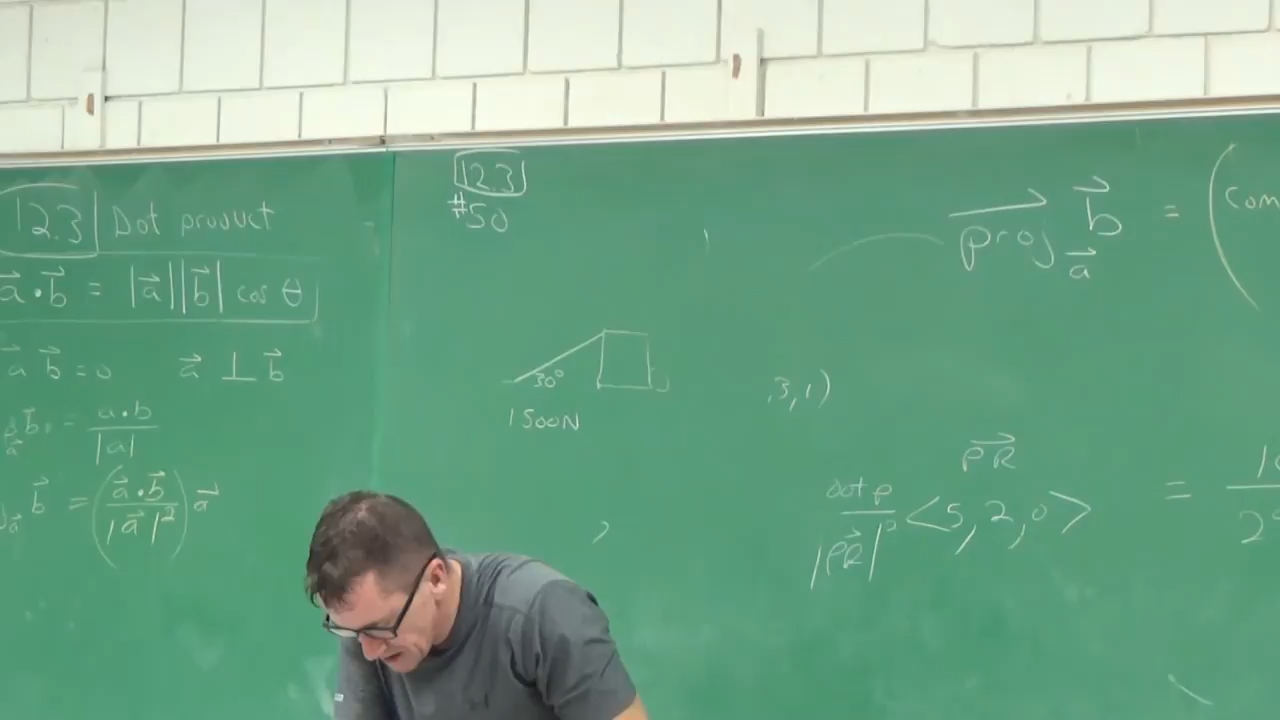 12.3 Dot product
a⃗ · b⃗ = |a⃗||b⃗| cos θ
a⃗ b⃗ = 0 a⃗ ⊥ b⃗
a⃗ b⃗ = a·b / |a|
a⃗ b⃗ = (a⃗·b⃗ / |a⃗|²) a⃗
12.3
#50
30°
1500N
proj a⃗ b⃗ = (com
,3,1)
PR⃗
dot p / |PR⃗|² <5,2,0> =